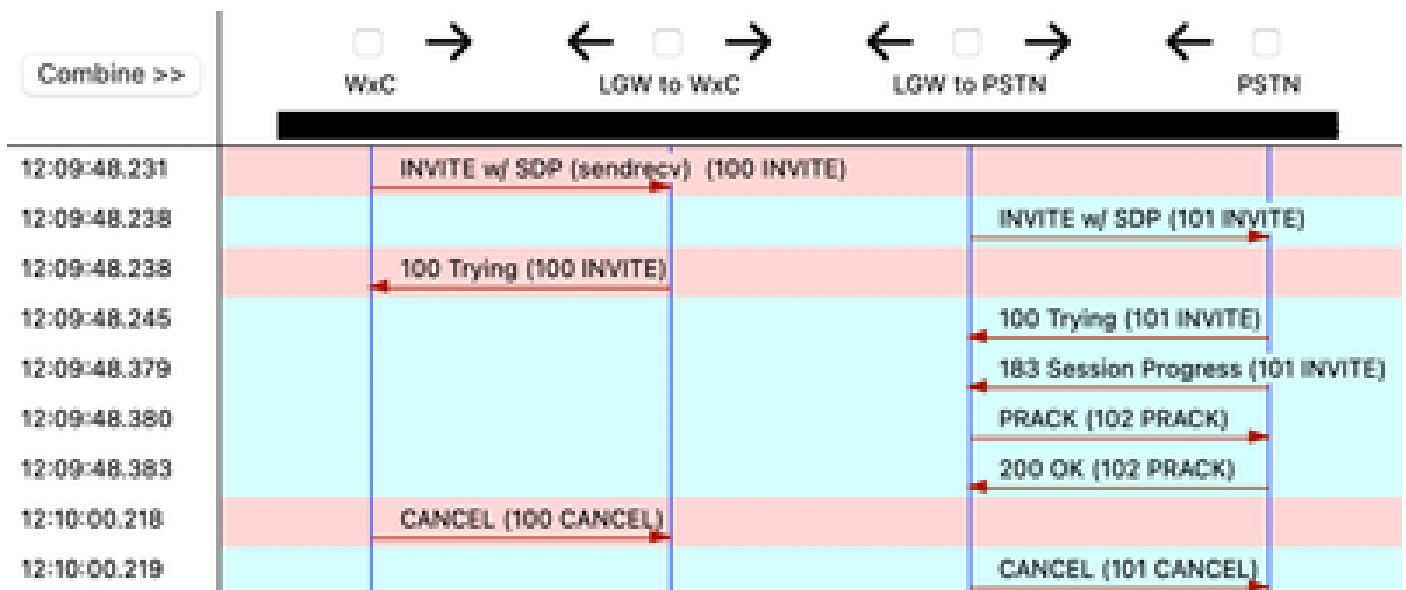 Combine >>
WxC LGW to WxC LGW to PSTN PSTN
12:09:48.231 INVITE w/ SDP (sendrecv) (100 INVITE)
12:09:48.238 INVITE w/ SDP (101 INVITE)
12:09:48.238 100 Trying (100 INVITE)
12:09:48.245 100 Trying (101 INVITE)
12:09:48.379 183 Session Progress (101 INVITE)
12:09:48.380 PRACK (102 PRACK)
12:09:48.383 200 OK (102 PRACK)
12:10:00.218 CANCEL (100 CANCEL)
12:10:00.219 CANCEL (101 CANCEL)